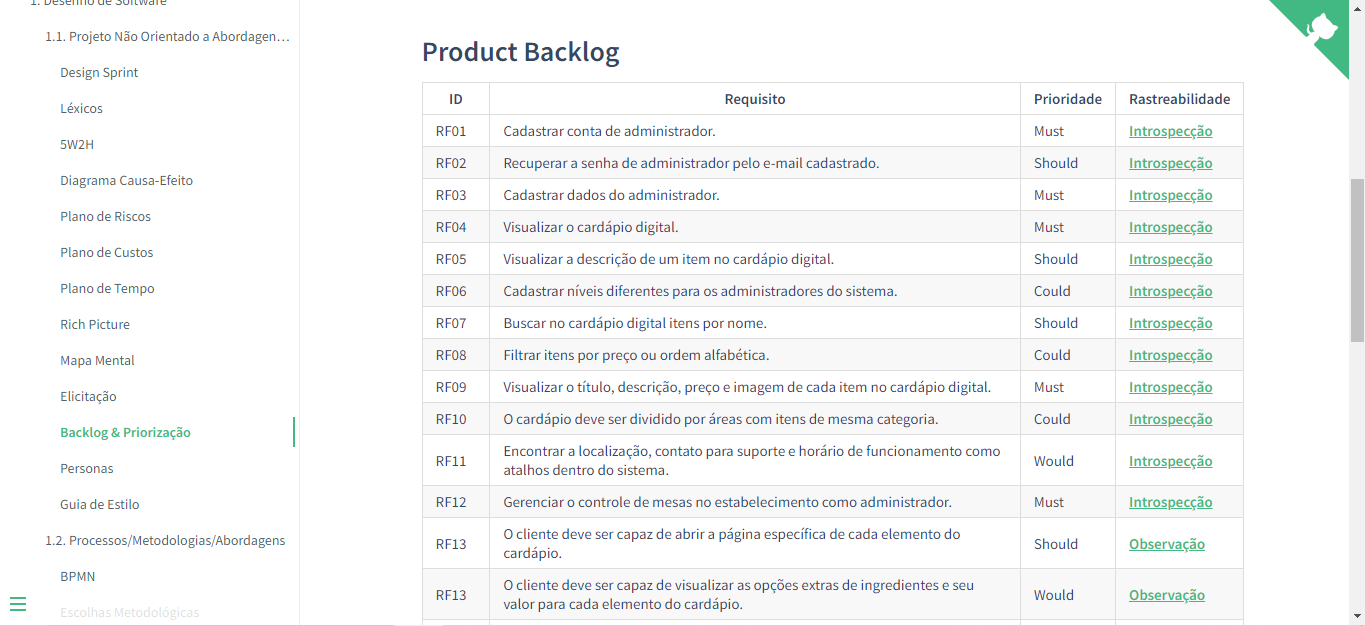 1. Desenho de Software
1.1. Projeto Não Orientado a Abordagen…
Design Sprint
Léxicos
5W2H
Diagrama Causa-Efeito
Plano de Riscos
Plano de Custos
Plano de Tempo
Rich Picture
Mapa Mental
Elicitação
Backlog & Priorização
Personas
Guia de Estilo
1.2. Processos/Metodologias/Abordagens
BPMN
Escolhas Metodológicas
Product Backlog
ID Requisito Prioridade Rastreabilidade
RF01 Cadastrar conta de administrador. Must Introspecção
RF02 Recuperar a senha de administrador pelo e-mail cadastrado. Should Introspecção
RF03 Cadastrar dados do administrador. Must Introspecção
RF04 Visualizar o cardápio digital. Must Introspecção
RF05 Visualizar a descrição de um item no cardápio digital. Should Introspecção
RF06 Cadastrar níveis diferentes para os administradores do sistema. Could Introspecção
RF07 Buscar no cardápio digital itens por nome. Should Introspecção
RF08 Filtrar itens por preço ou ordem alfabética. Could Introspecção
RF09 Visualizar o título, descrição, preço e imagem de cada item no cardápio digital. Must Introspecção
RF10 O cardápio deve ser dividido por áreas com itens de mesma categoria. Could Introspecção
RF11 Encontrar a localização, contato para suporte e horário de funcionamento como
atalhos dentro do sistema. Would Introspecção
RF12 Gerenciar o controle de mesas no estabelecimento como administrador. Must Introspecção
RF13 O cliente deve ser capaz de abrir a página específica de cada elemento do
cardápio. Should Observação
RF13 O cliente deve ser capaz de visualizar as opções extras de ingredientes e seu
valor para cada elemento do cardápio. Would Observação